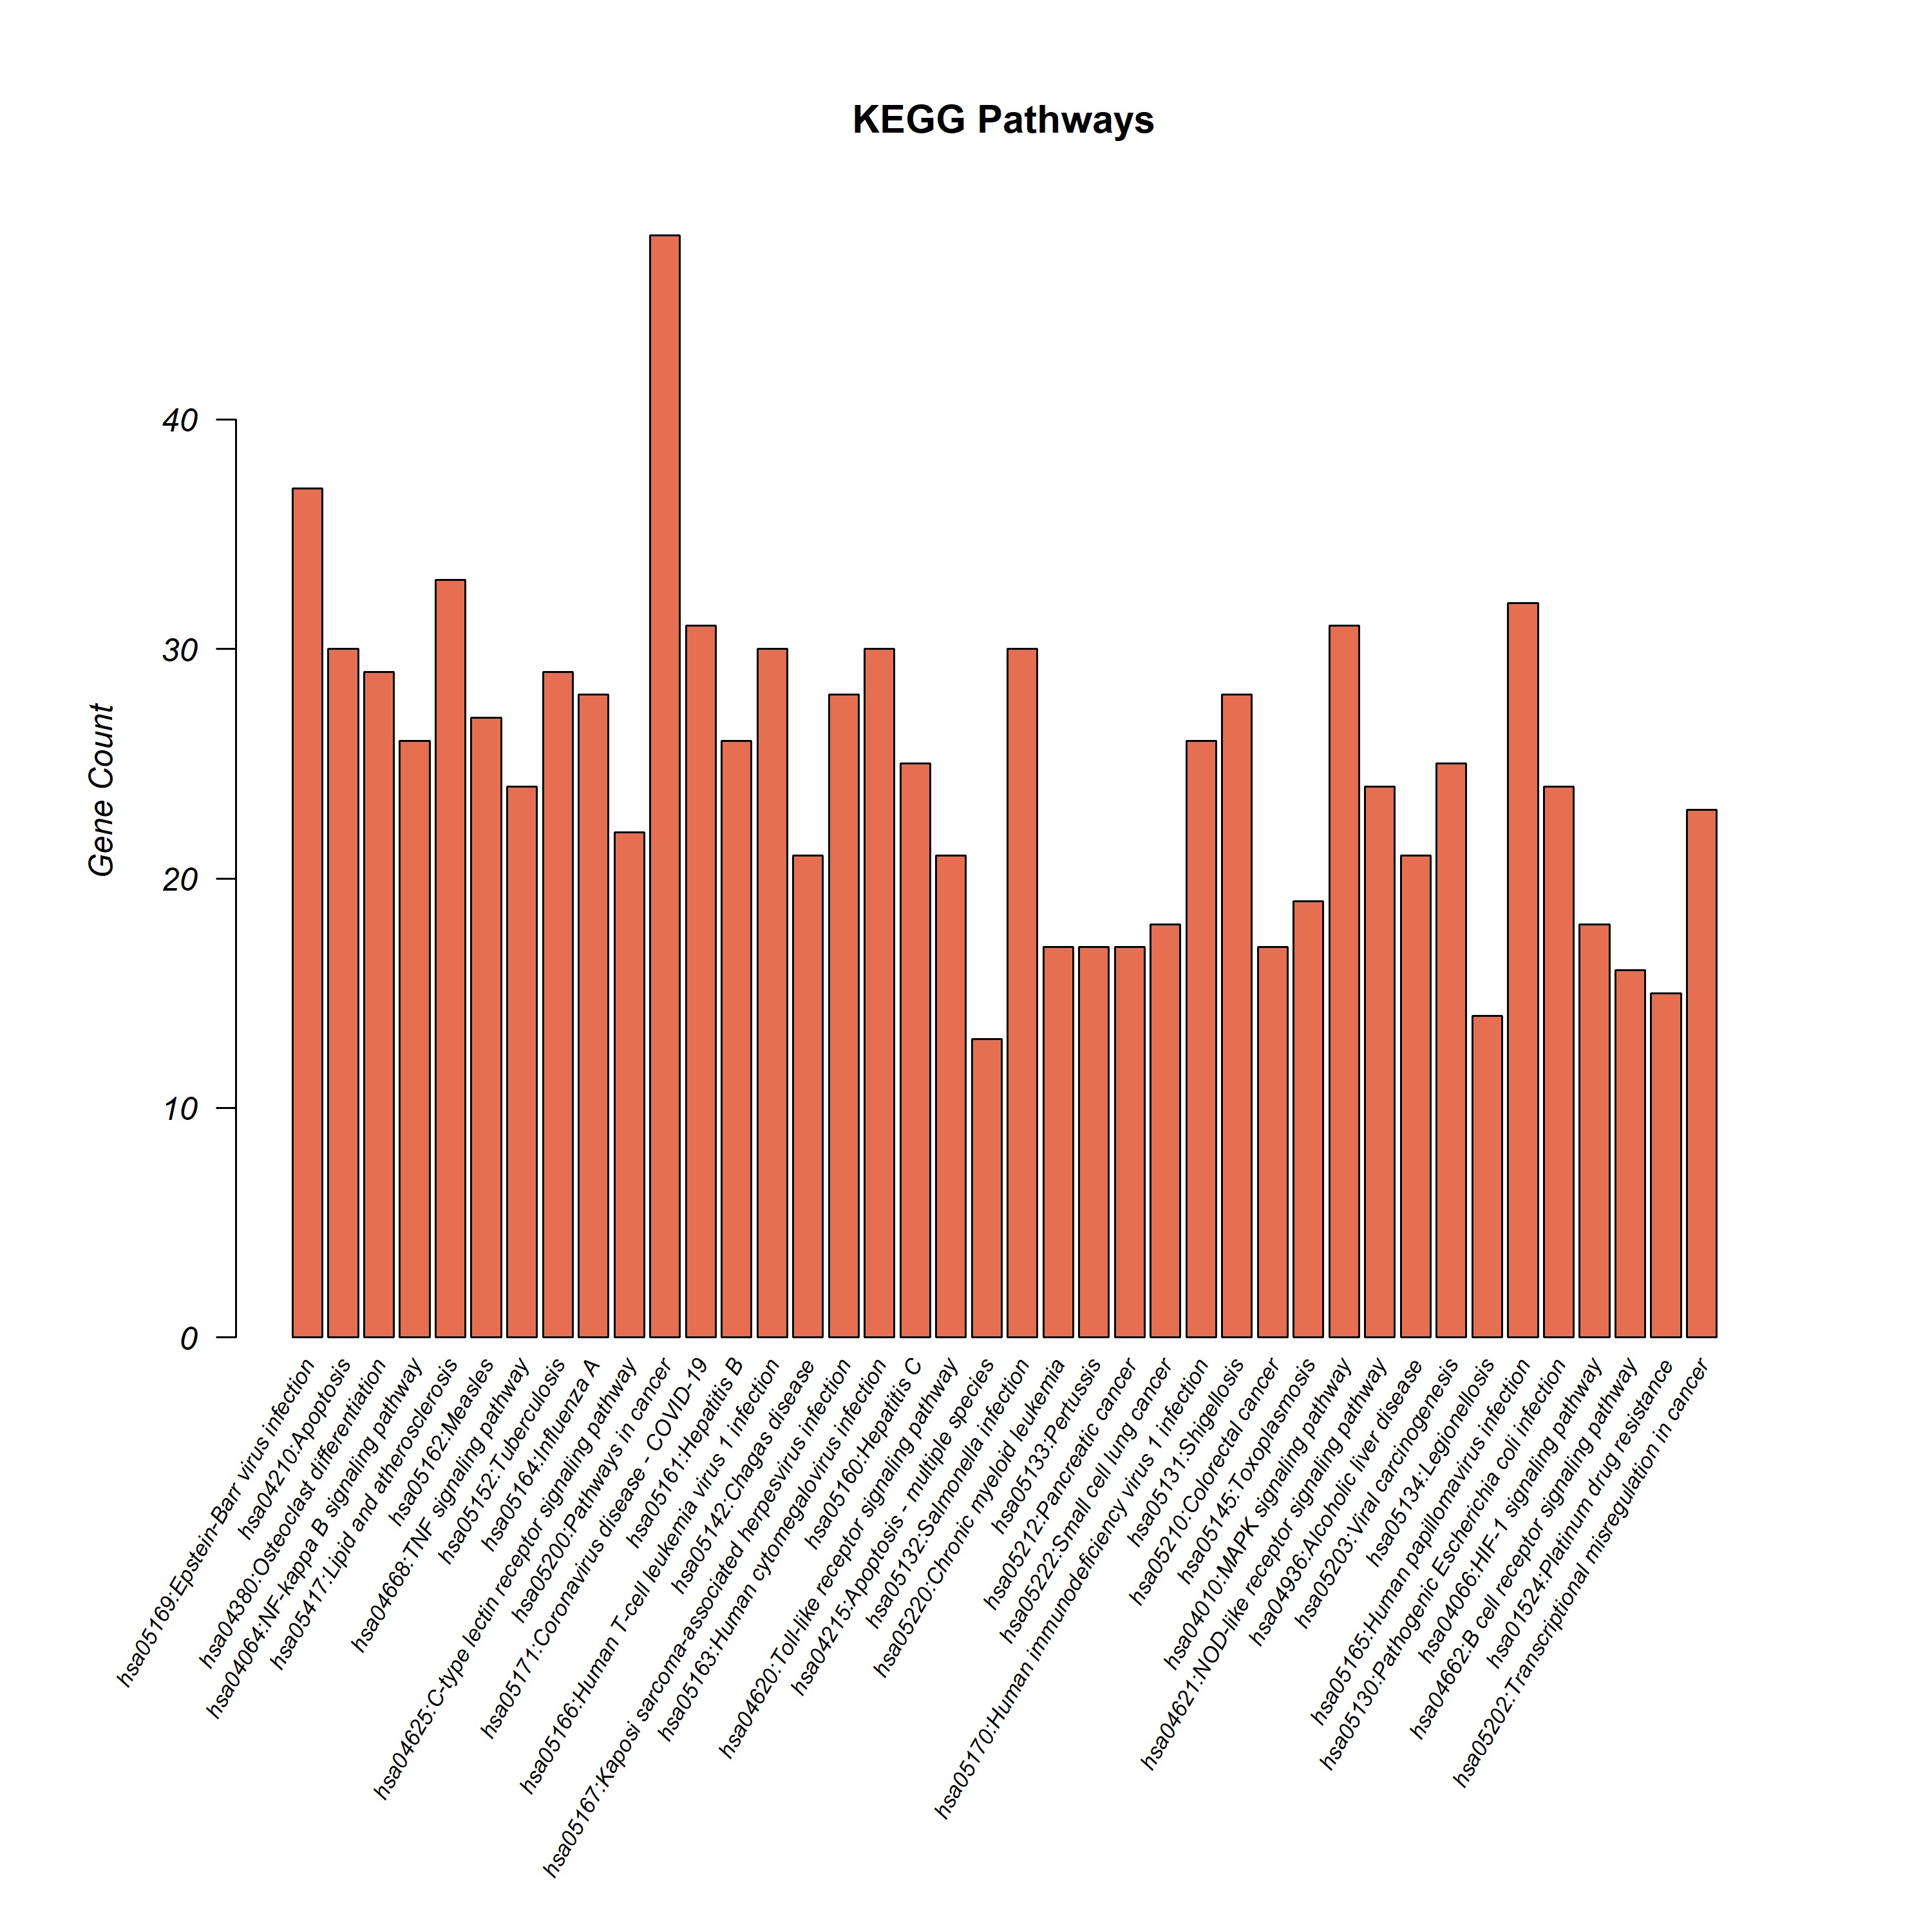 KEGG Pathways
Gene Count
40
30
20
10
0
hsa05169:Epstein-Barr virus infection
hsa04210:Apoptosis
hsa04380:Osteoclast differentiation
hsa04064:NF-kappa B signaling pathway
hsa05417:Lipid and atherosclerosis
hsa05162:Measles
hsa04668:TNF signaling pathway
hsa05152:Tuberculosis
hsa05164:Influenza A
hsa04625:C-type lectin receptor signaling pathway
hsa05200:Pathways in cancer
hsa05171:Coronavirus disease - COVID-19
hsa05161:Hepatitis B
hsa05166:Human T-cell leukemia virus 1 infection
hsa05142:Chagas disease
hsa05167:Kaposi sarcoma-associated herpesvirus infection
hsa05163:Human cytomegalovirus infection
hsa05160:Hepatitis C
hsa04620:Toll-like receptor signaling pathway
hsa04215:Apoptosis - multiple species
hsa05132:Salmonella infection
hsa05220:Chronic myeloid leukemia
hsa05133:Pertussis
hsa05212:Pancreatic cancer
hsa05222:Small cell lung cancer
hsa05170:Human immunodeficiency virus 1 infection
hsa05131:Shigellosis
hsa05210:Colorectal cancer
hsa05145:Toxoplasmosis
hsa04010:MAPK signaling pathway
hsa04621:NOD-like receptor signaling pathway
hsa04936:Alcoholic liver disease
hsa05203:Viral carcinogenesis
hsa05134:Legionellosis
hsa05165:Human papillomavirus infection
hsa05130:Pathogenic Escherichia coli infection
hsa04066:HIF-1 signaling pathway
hsa04662:B cell receptor signaling pathway
hsa01524:Platinum drug resistance
hsa05202:Transcriptional misregulation in cancer